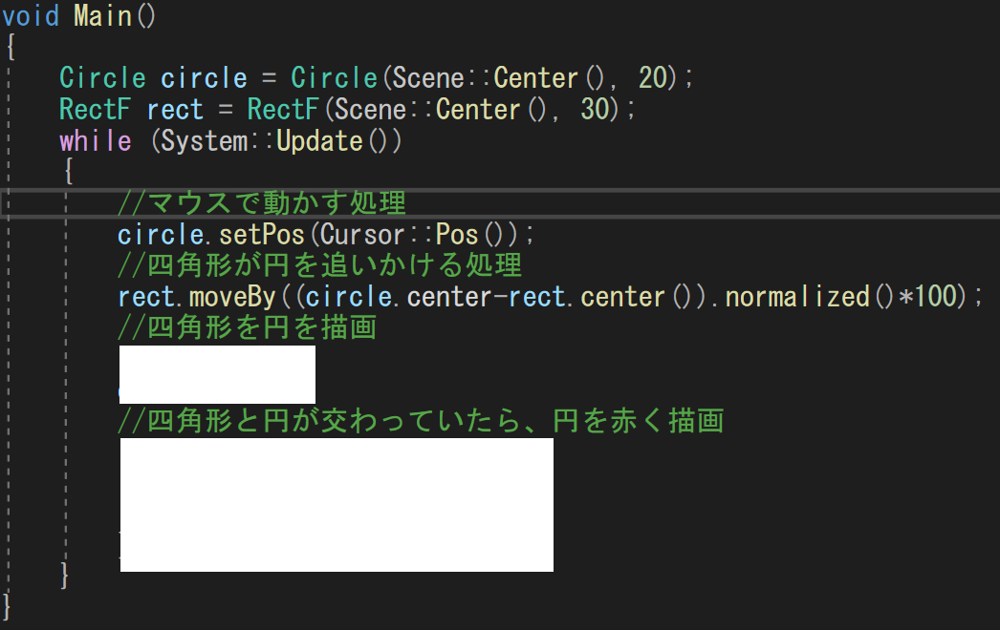 void Main()
{
Circle circle = Circle(Scene::Center(), 20);
RectF rect = RectF(Scene::Center(), 30);
while (System::Update())
{
//マウスで動かす処理
circle.setPos(Cursor::Pos());
//四角形が円を追いかける処理
rect.moveBy((circle.center-rect.center()).normalized()*100);
//四角形を円を描画
//四角形と円が交わっていたら、円を赤く描画
}
}